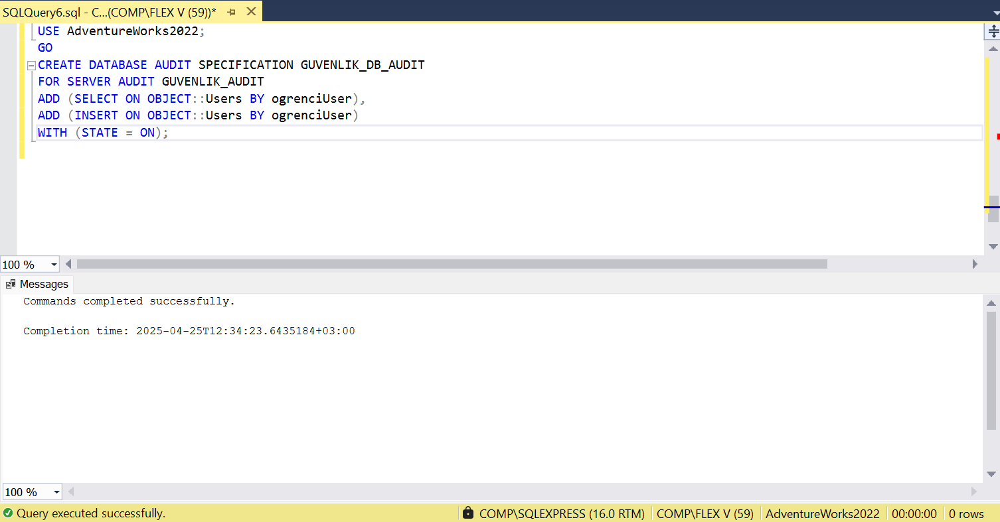 SQLQuery6.sql - C...(COMP\FLEX V (59))*
USE AdventureWorks2022;
GO
CREATE DATABASE AUDIT SPECIFICATION GUVENLIK_DB_AUDIT
FOR SERVER AUDIT GUVENLIK_AUDIT
ADD (SELECT ON OBJECT::Users BY ogrenciUser),
ADD (INSERT ON OBJECT::Users BY ogrenciUser)
WITH (STATE = ON);
100 %
Messages
Commands completed successfully.
Completion time: 2025-04-25T12:34:23.6435184+03:00
100 %
Query executed successfully. COMP\SQLEXPRESS (16.0 RTM) COMP\FLEX V (59) AdventureWorks2022 00:00:00 0 rows